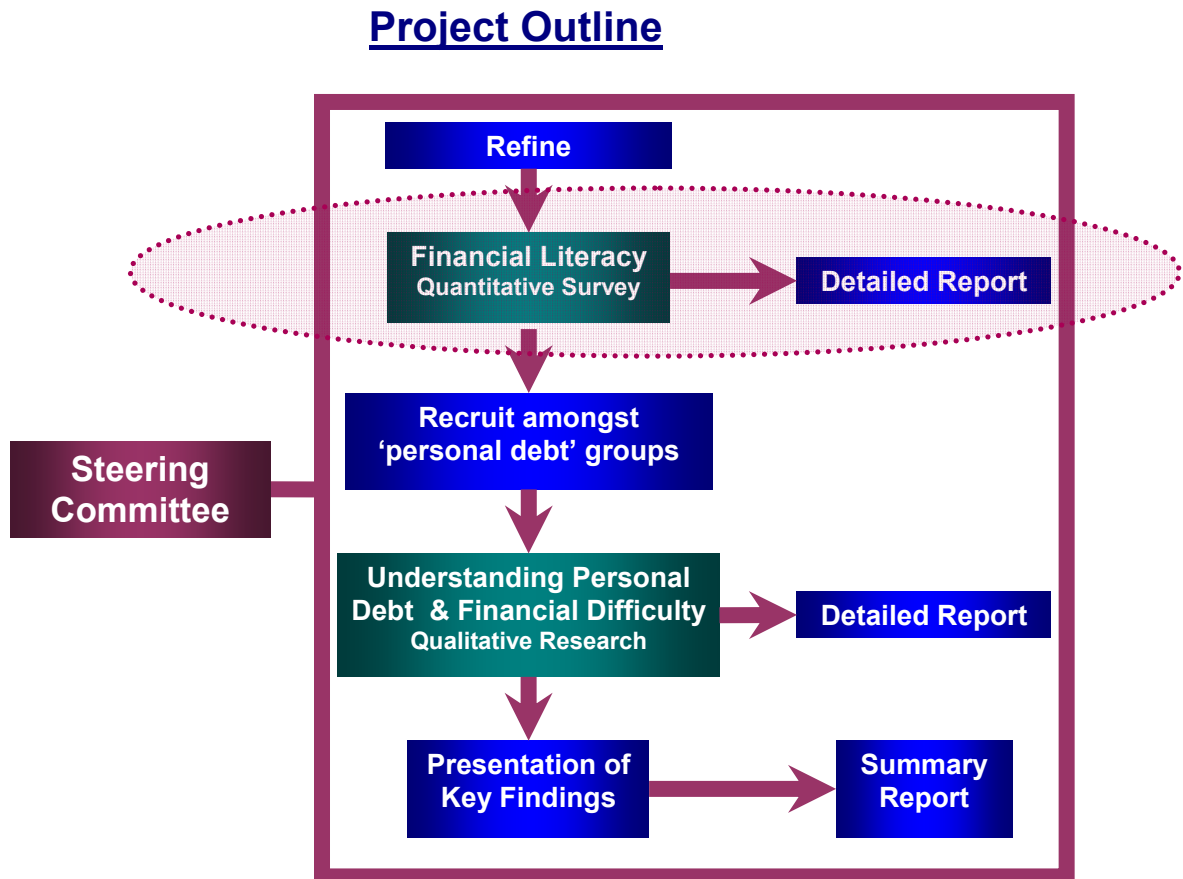 Project Outline
Refine
Financial Literacy
Quantitative Survey
Detailed Report
Recruit amongst
‘personal debt’ groups
Steering
Committee
Understanding Personal
Debt & Financial Difficulty
Qualitative Research
Detailed Report
Presentation of
Key Findings
Summary
Report